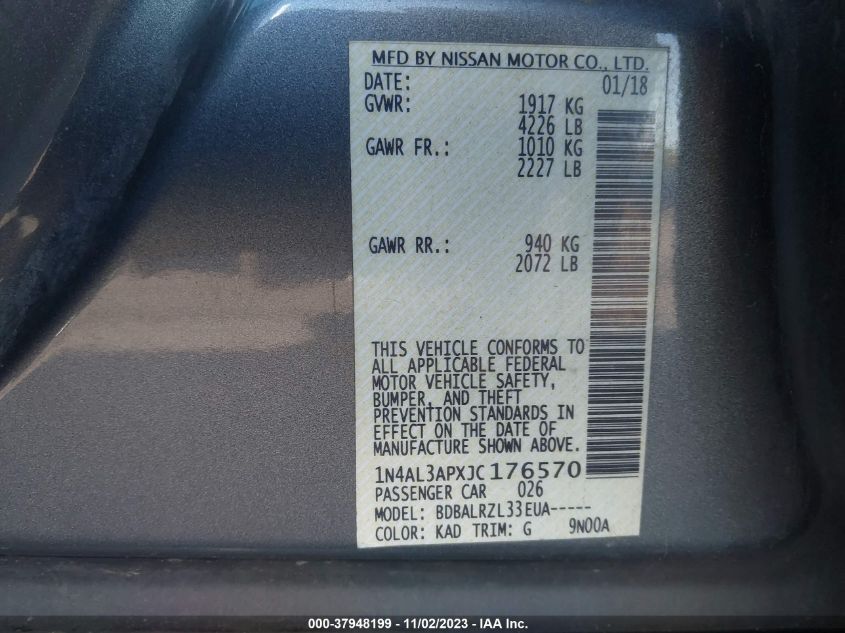 MFD BY NISSAN MOTOR CO., LTD.
DATE: 01/18
GVWR: 1917 KG
4226 LB
GAWR FR.: 1010 KG
2227 LB
GAWR RR.: 940 KG
2072 LB
THIS VEHICLE CONFORMS TO
ALL APPLICABLE FEDERAL
MOTOR VEHICLE SAFETY,
BUMPER, AND THEFT
PREVENTION STANDARDS IN
EFFECT ON THE DATE OF
MANUFACTURE SHOWN ABOVE.
1N4AL3APXJC176570
PASSENGER CAR 026
MODEL: BDBALRZL33EUA-----
COLOR: KAD TRIM: G 9N00A
000-37948199 - 11/02/2023 - IAA Inc.